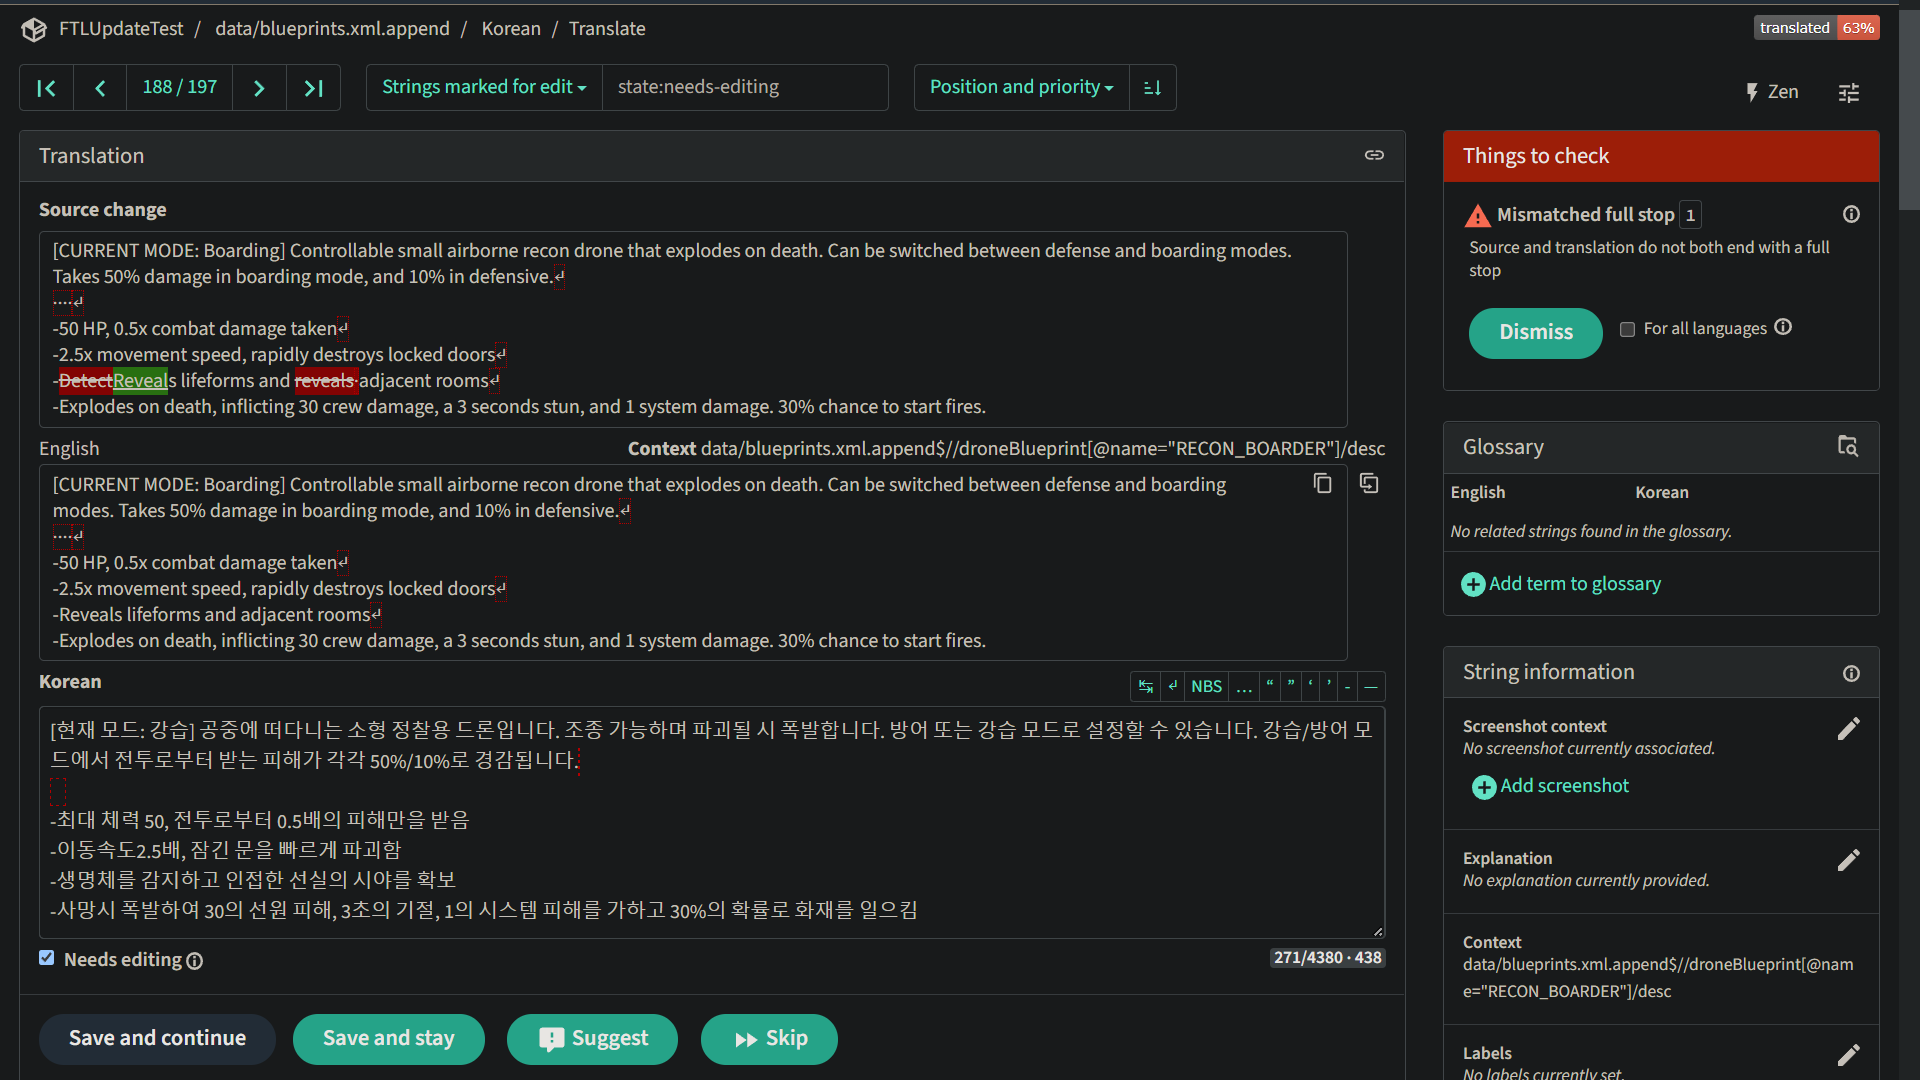 FTLUpdateTest / data/blueprints.xml.append / Korean / Translate
translated 63%
188 / 197
Strings marked for edit
state:needs-editing
Position and priority
Zen
Translation
Source change
[CURRENT MODE: Boarding] Controllable small airborne recon drone that explodes on death. Can be switched between defense and boarding modes.
Takes 50% damage in boarding mode, and 10% in defensive.↵
····↵
-50 HP, 0.5x combat damage taken↵
-2.5x movement speed, rapidly destroys locked doors↵
-DetectReveals lifeforms and reveals·adjacent rooms↵
-Explodes on death, inflicting 30 crew damage, a 3 seconds stun, and 1 system damage. 30% chance to start fires.
English
Context data/blueprints.xml.append$//droneBlueprint[@name="RECON_BOARDER"]/desc
[CURRENT MODE: Boarding] Controllable small airborne recon drone that explodes on death. Can be switched between defense and boarding
modes. Takes 50% damage in boarding mode, and 10% in defensive.↵
····↵
-50 HP, 0.5x combat damage taken↵
-2.5x movement speed, rapidly destroys locked doors↵
-Reveals lifeforms and adjacent rooms↵
-Explodes on death, inflicting 30 crew damage, a 3 seconds stun, and 1 system damage. 30% chance to start fires.
Korean
↹ ↵ NBS … “ ” ‘ ’ - —
[현재 모드: 강습] 공중에 떠다니는 소형 정찰용 드론입니다. 조종 가능하며 파괴될 시 폭발합니다. 방어 또는 강습 모드로 설정할 수 있습니다. 강습/방어 모
드에서 전투로부터 받는 피해가 각각 50%/10%로 경감됩니다.
-최대 체력 50, 전투로부터 0.5배의 피해만을 받음
-이동속도2.5배, 잠긴 문을 빠르게 파괴함
-생명체를 감지하고 인접한 선실의 시야를 확보
-사망시 폭발하여 30의 선원 피해, 3초의 기절, 1의 시스템 피해를 가하고 30%의 확률로 화재를 일으킴
Needs editing
271/4380 · 438
Save and continue
Save and stay
Suggest
Skip
Things to check
Mismatched full stop 1
Source and translation do not both end with a full
stop
Dismiss
For all languages
Glossary
English Korean
No related strings found in the glossary.
Add term to glossary
String information
Screenshot context
No screenshot currently associated.
Add screenshot
Explanation
No explanation currently provided.
Context
data/blueprints.xml.append$//droneBlueprint[@nam
e="RECON_BOARDER"]/desc
Labels
No labels currently set.